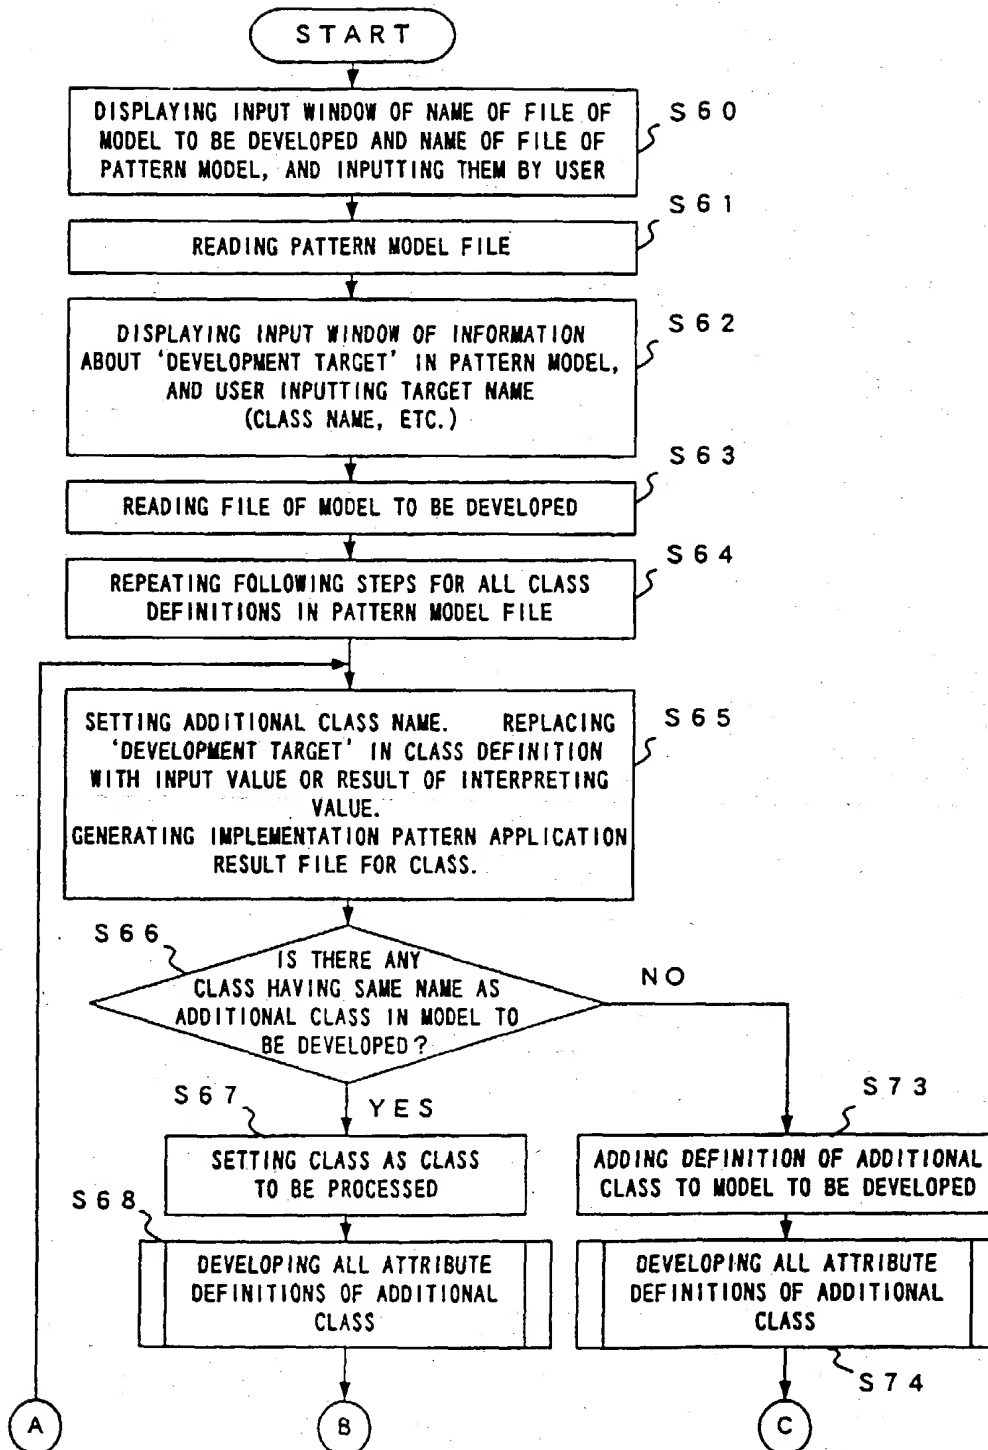 START
DISPLAYING INPUT WINDOW OF NAME OF FILE OF
MODEL TO BE DEVELOPED AND NAME OF FILE OF
PATTERN MODEL, AND INPUTTING THEM BY USER
S60
S61
READING PATTERN MODEL FILE
S62
DISPLAYING INPUT WINDOW OF INFORMATION
ABOUT 'DEVELOPMENT TARGET' IN PATTERN MODEL,
AND USER INPUTTING TARGET NAME
(CLASS NAME, ETC.)
S63
READING FILE OF MODEL TO BE DEVELOPED
S64
REPEATING FOLLOWING STEPS FOR ALL CLASS
DEFINITIONS IN PATTERN MODEL FILE
S65
SETTING ADDITIONAL CLASS NAME. REPLACING
'DEVELOPMENT TARGET' IN CLASS DEFINITION
WITH INPUT VALUE OR RESULT OF INTERPRETING
VALUE.
GENERATING IMPLEMENTATION PATTERN APPLICATION
RESULT FILE FOR CLASS.
S66
IS THERE ANY
CLASS HAVING SAME NAME AS
ADDITIONAL CLASS IN MODEL TO
BE DEVELOPED?
NO
YES
S67
SETTING CLASS AS CLASS
TO BE PROCESSED
S73
ADDING DEFINITION OF ADDITIONAL
CLASS TO MODEL TO BE DEVELOPED
S68
DEVELOPING ALL ATTRIBUTE
DEFINITIONS OF ADDITIONAL
CLASS
DEVELOPING ALL ATTRIBUTE
DEFINITIONS OF ADDITIONAL
CLASS
S74
A
B
C